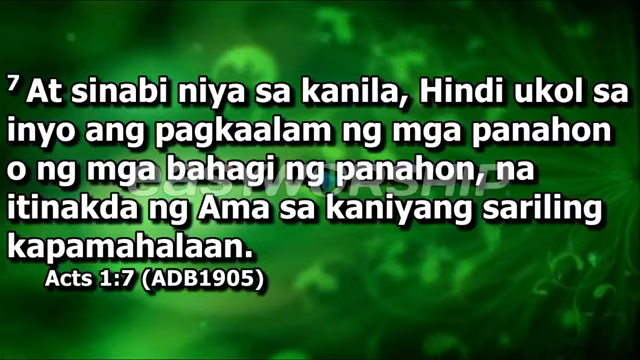 7 At sinabi niya sa kanila, Hindi ukol sa
inyo ang pagkaalam ng mga panahon
o ng mga bahagi ng panahon, na
easyWORSHIP
itinakda ng Ama sa kaniyang sariling
kapamahalaan.
Acts 1:7 (ADB1905)